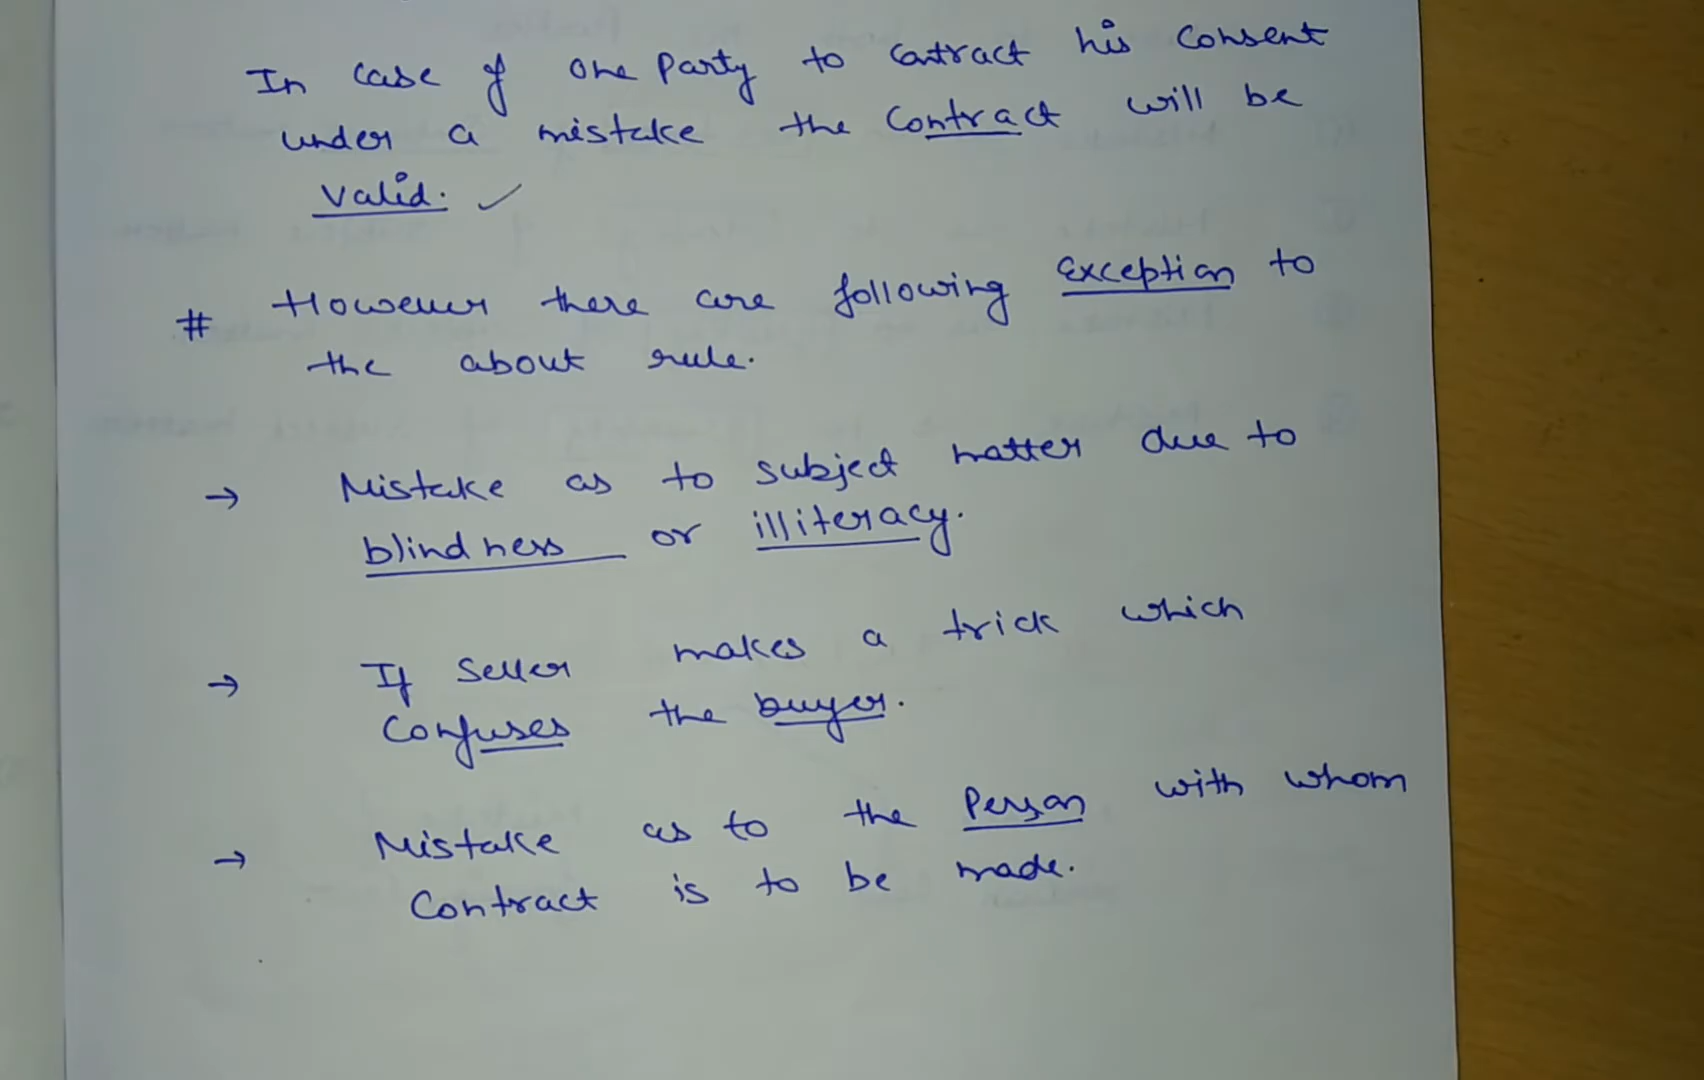 In case of one Party to contract his consent
under a mistake the contract will be
valid. ✓
# However there are following exception to
the about rule.
→ Mistake as to subject matter due to
blindness or illiteracy.
→ If seller makes a trick which
confuses the buyer.
→ Mistake as to the Person with whom
contract is to be made.